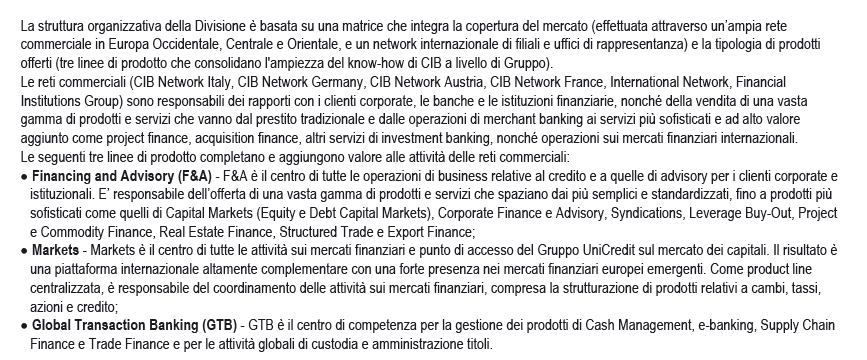 La struttura organizzativa della Divisione è basata su una matrice che integra la copertura del mercato (effettuata attraverso un'ampia rete
commerciale in Europa Occidentale, Centrale e Orientale, e un network internazionale di filiali e uffici di rappresentanza) e la tipologia di prodotti
offerti (tre linee di prodotto che consolidano l'ampiezza del know-how di CIB a livello di Gruppo).
Le reti commerciali (CIB Network Italy, CIB Network Germany, CIB Network Austria, CIB Network France, International Network, Financial
Institutions Group) sono responsabili dei rapporti con i clienti corporate, le banche e le istituzioni finanziarie, nonché della vendita di una vasta
gamma di prodotti e servizi che vanno dal prestito tradizionale e dalle operazioni di merchant banking ai servizi più sofisticati e ad alto valore
aggiunto come project finance, acquisition finance, altri servizi di investment banking, nonché operazioni sui mercati finanziari internazionali.
Le seguenti tre linee di prodotto completano e aggiungono valore alle attività delle reti commerciali:
● Financing and Advisory (F&A) - F&A è il centro di tutte le operazioni di business relative al credito e a quelle di advisory per i clienti corporate e
istituzionali. E' responsabile dell'offerta di una vasta gamma di prodotti e servizi che spaziano dai più semplici e standardizzati, fino a prodotti più
sofisticati come quelli di Capital Markets (Equity e Debt Capital Markets), Corporate Finance e Advisory, Syndications, Leverage Buy-Out, Project
e Commodity Finance, Real Estate Finance, Structured Trade e Export Finance;
● Markets - Markets è il centro di tutte le attività sui mercati finanziari e punto di accesso del Gruppo UniCredit sul mercato dei capitali. Il risultato è
una piattaforma internazionale altamente complementare con una forte presenza nei mercati finanziari europei emergenti. Come product line
centralizzata, è responsabile del coordinamento delle attività sui mercati finanziari, compresa la strutturazione di prodotti relativi a cambi, tassi,
azioni e credito;
● Global Transaction Banking (GTB) - GTB è il centro di competenza per la gestione dei prodotti di Cash Management, e-banking, Supply Chain
Finance e Trade Finance e per le attività globali di custodia e amministrazione titoli.